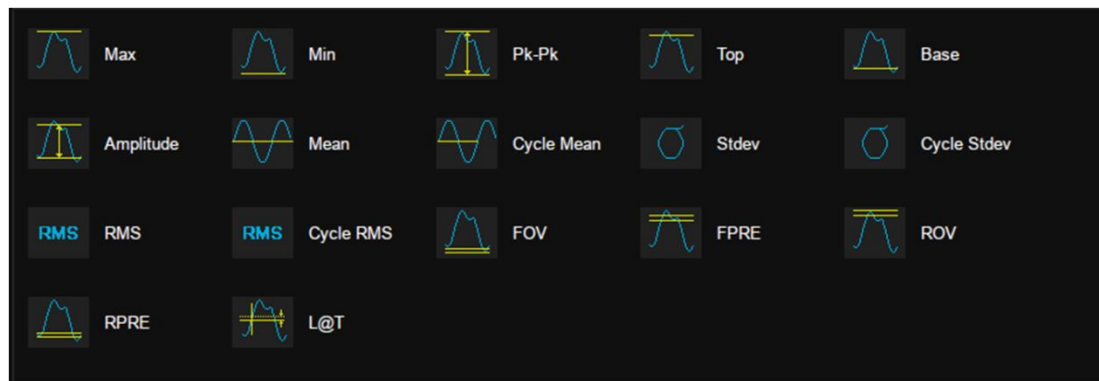 Max Min Pk-Pk Top Base
Amplitude Mean Cycle Mean Stdev Cycle Stdev
RMS RMS RMS Cycle RMS FOV FPRE ROV
RPRE L@T